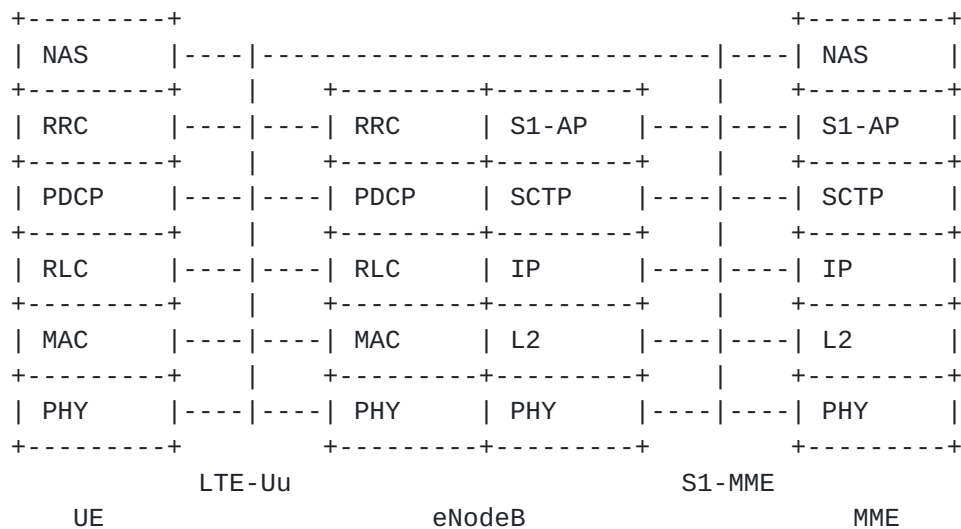 NAS NAS
RRC RRC S1-AP S1-AP
PDCP PDCP SCTP SCTP
RLC RLC IP IP
MAC MAC L2 L2
PHY PHY PHY PHY
LTE-Uu S1-MME
UE eNodeB MME